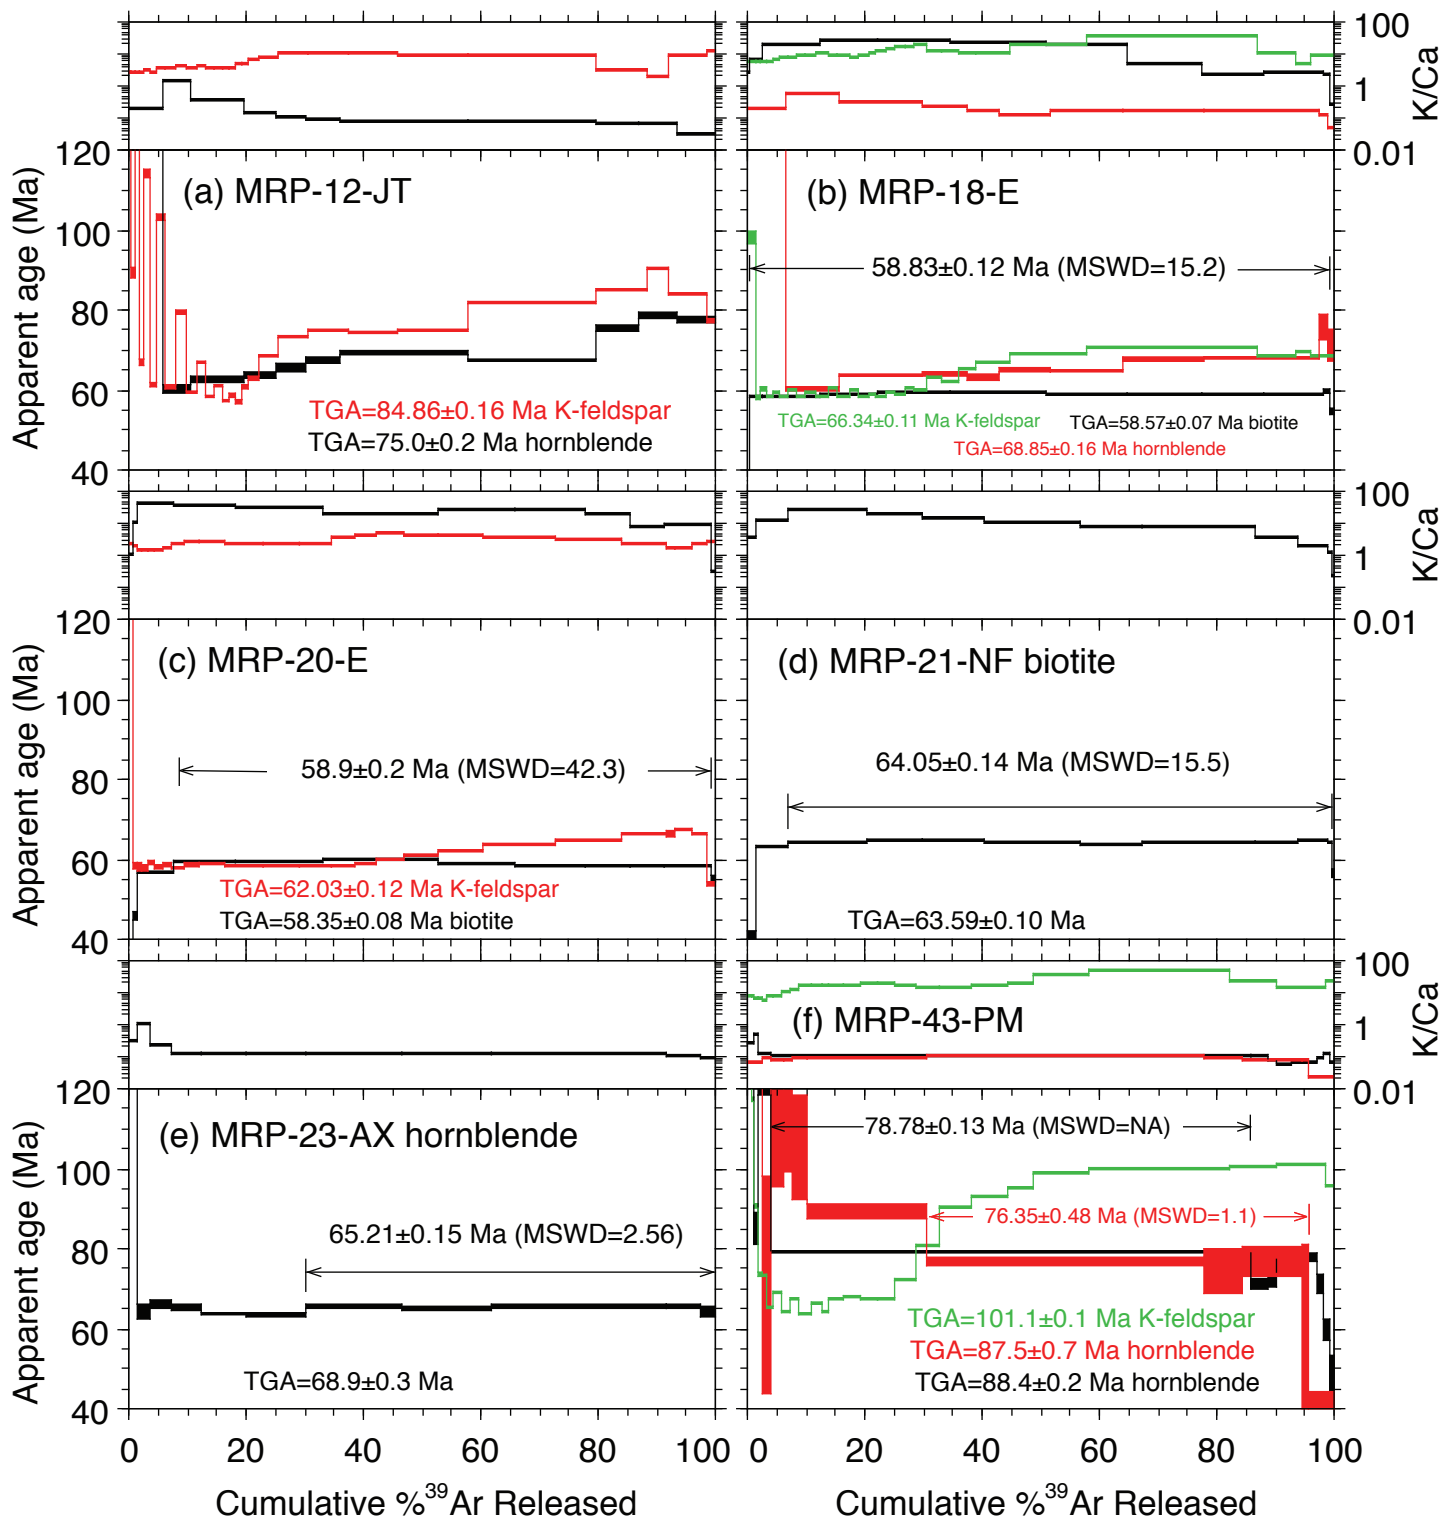 100
1
0.01
K/Ca
120
100
80
60
40
Apparent age (Ma)
(a) MRP-12-JT
TGA=84.86±0.16 Ma K-feldspar
TGA=75.0±0.2 Ma hornblende
(b) MRP-18-E
58.83±0.12 Ma (MSWD=15.2)
TGA=66.34±0.11 Ma K-feldspar
TGA=58.57±0.07 Ma biotite
TGA=68.85±0.16 Ma hornblende
100
1
0.01
K/Ca
120
100
80
60
40
Apparent age (Ma)
(c) MRP-20-E
58.9±0.2 Ma (MSWD=42.3)
TGA=62.03±0.12 Ma K-feldspar
TGA=58.35±0.08 Ma biotite
(d) MRP-21-NF biotite
64.05±0.14 Ma (MSWD=15.5)
TGA=63.59±0.10 Ma
100
1
0.01
K/Ca
120
100
80
60
40
Apparent age (Ma)
(e) MRP-23-AX hornblende
65.21±0.15 Ma (MSWD=2.56)
TGA=68.9±0.3 Ma
(f) MRP-43-PM
78.78±0.13 Ma (MSWD=NA)
76.35±0.48 Ma (MSWD=1.1)
TGA=101.1±0.1 Ma K-feldspar
TGA=87.5±0.7 Ma hornblende
TGA=88.4±0.2 Ma hornblende
0 20 40 60 80 100
0 20 40 60 80 100
Cumulative %³⁹Ar Released
Cumulative %³⁹Ar Released